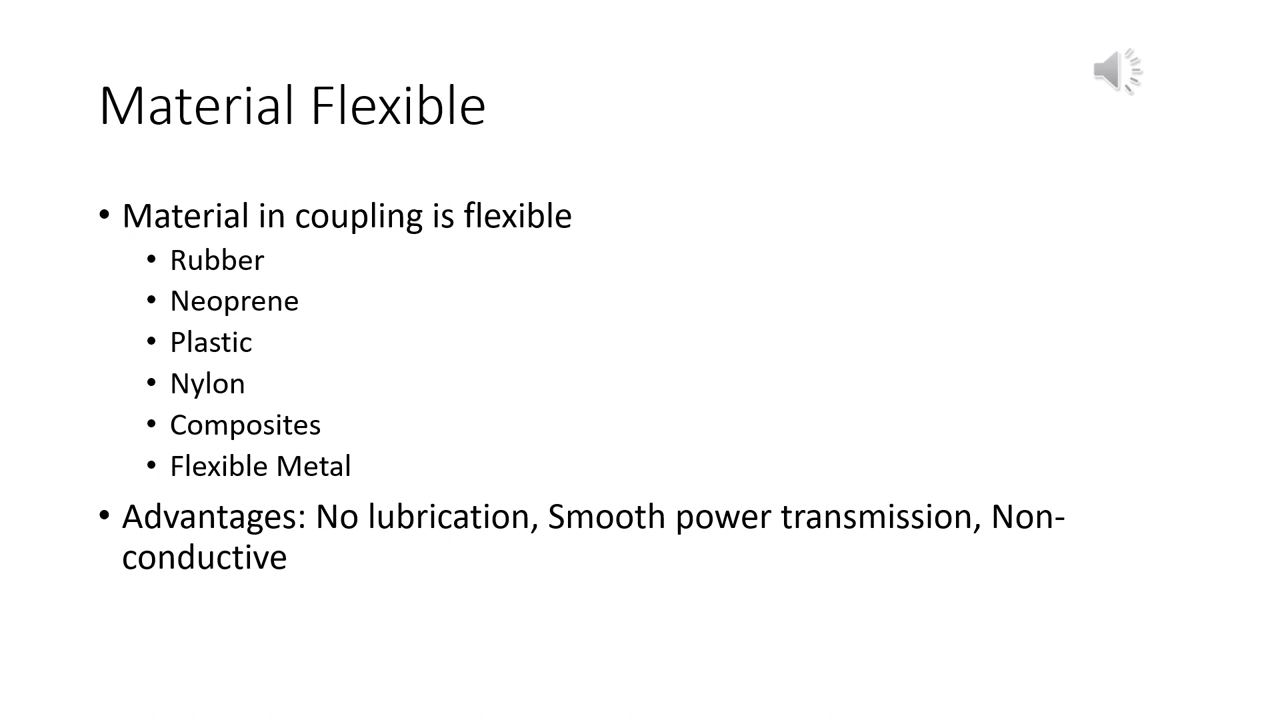 Material Flexible
• Material in coupling is flexible
• Rubber
• Neoprene
• Plastic
• Nylon
• Composites
• Flexible Metal
• Advantages: No lubrication, Smooth power transmission, Non-
conductive